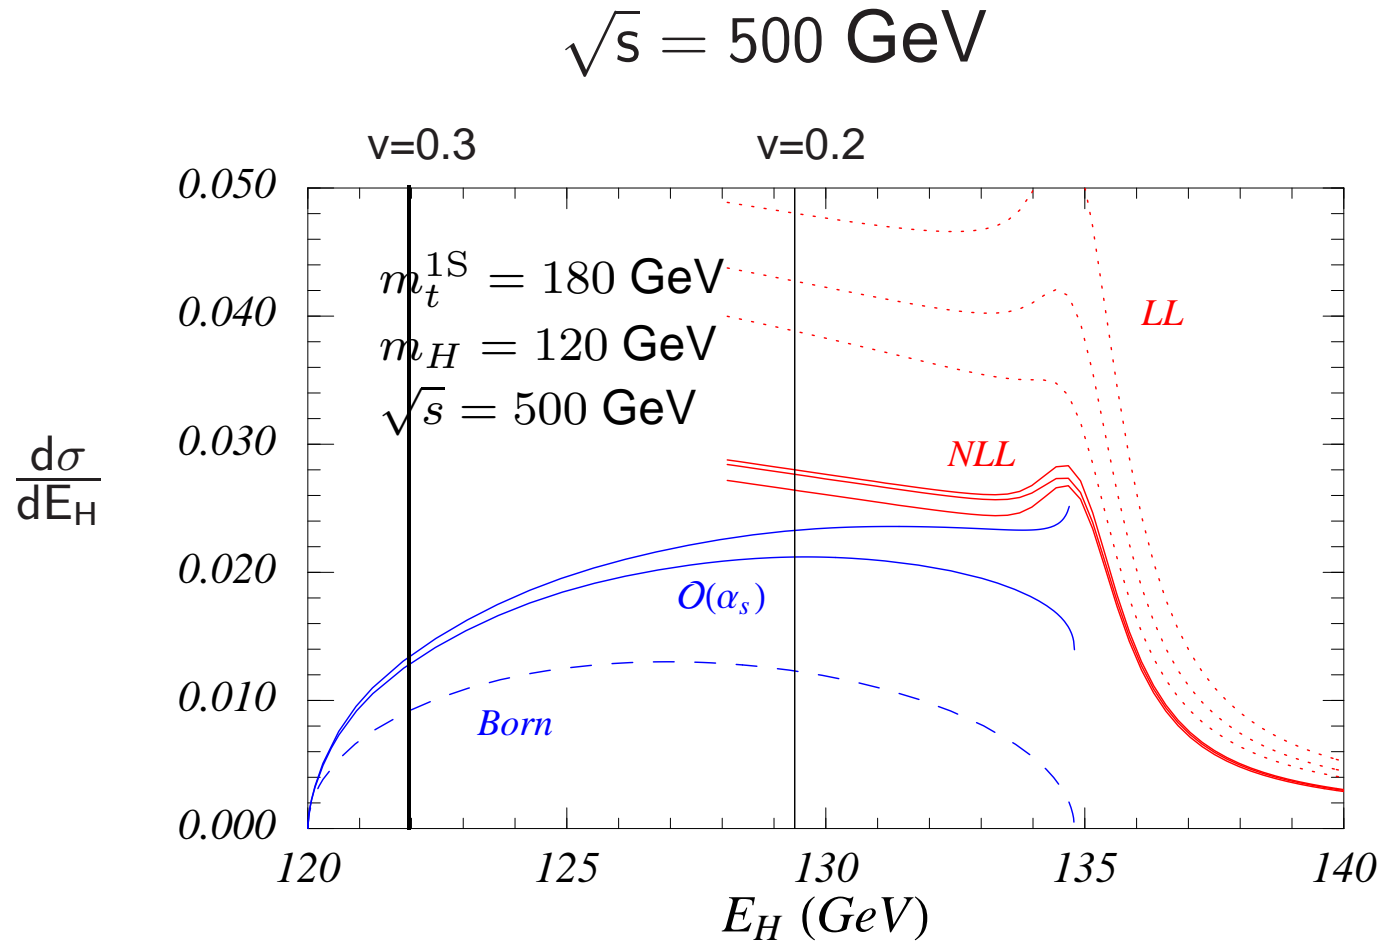 √s = 500 GeV
v=0.3 v=0.2
0.050
0.040
0.030
0.020
0.010
0.000
dσ
dE_H
m_t^1S = 180 GeV
m_H = 120 GeV
√s = 500 GeV
LL
NLL
O(α_s)
Born
120 125 130 135 140
E_H (GeV)